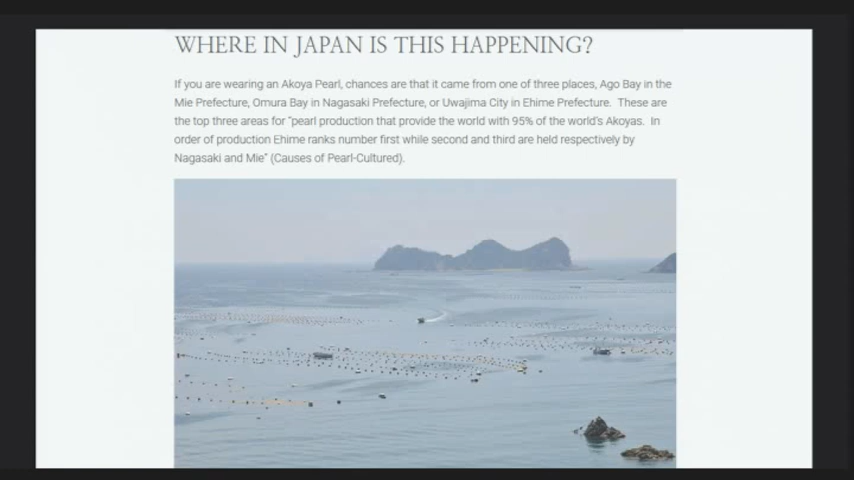 WHERE IN JAPAN IS THIS HAPPENING?
If you are wearing an Akoya Pearl, chances are that it came from one of three places, Ago Bay in the
Mie Prefecture, Omura Bay in Nagasaki Prefecture, or Uwajima City in Ehime Prefecture.  These are
the top three areas for "pearl production that provide the world with 95% of the world's Akoyas.  In
order of production Ehime ranks number first while second and third are held respectively by
Nagasaki and Mie" (Causes of Pearl-Cultured).